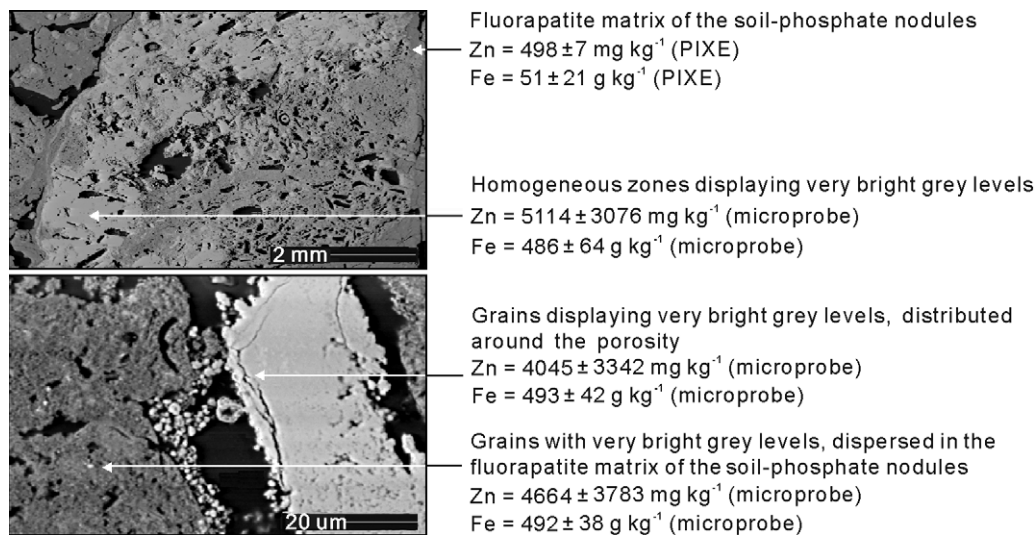 Fluorapatite matrix of the soil-phosphate nodules
Zn = 498 ± 7 mg kg⁻¹ (PIXE)
Fe = 51 ± 21 g kg⁻¹ (PIXE)
Homogeneous zones displaying very bright grey levels
Zn = 5114 ± 3076 mg kg⁻¹ (microprobe)
Fe = 486 ± 64 g kg⁻¹ (microprobe)
2 mm
Grains displaying very bright grey levels, distributed
around the porosity
Zn = 4045 ± 3342 mg kg⁻¹ (microprobe)
Fe = 493 ± 42 g kg⁻¹ (microprobe)
Grains with very bright grey levels, dispersed in the
fluorapatite matrix of the soil-phosphate nodules
Zn = 4664 ± 3783 mg kg⁻¹ (microprobe)
Fe = 492 ± 38 g kg⁻¹ (microprobe)
20 um